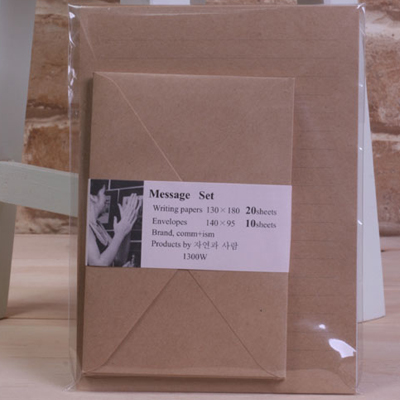 Message Set
Writing papers 130×180 20sheets
Envelopes 140×95 10sheets
Brand, comm+ism
Products by 자연과 사람
1300W